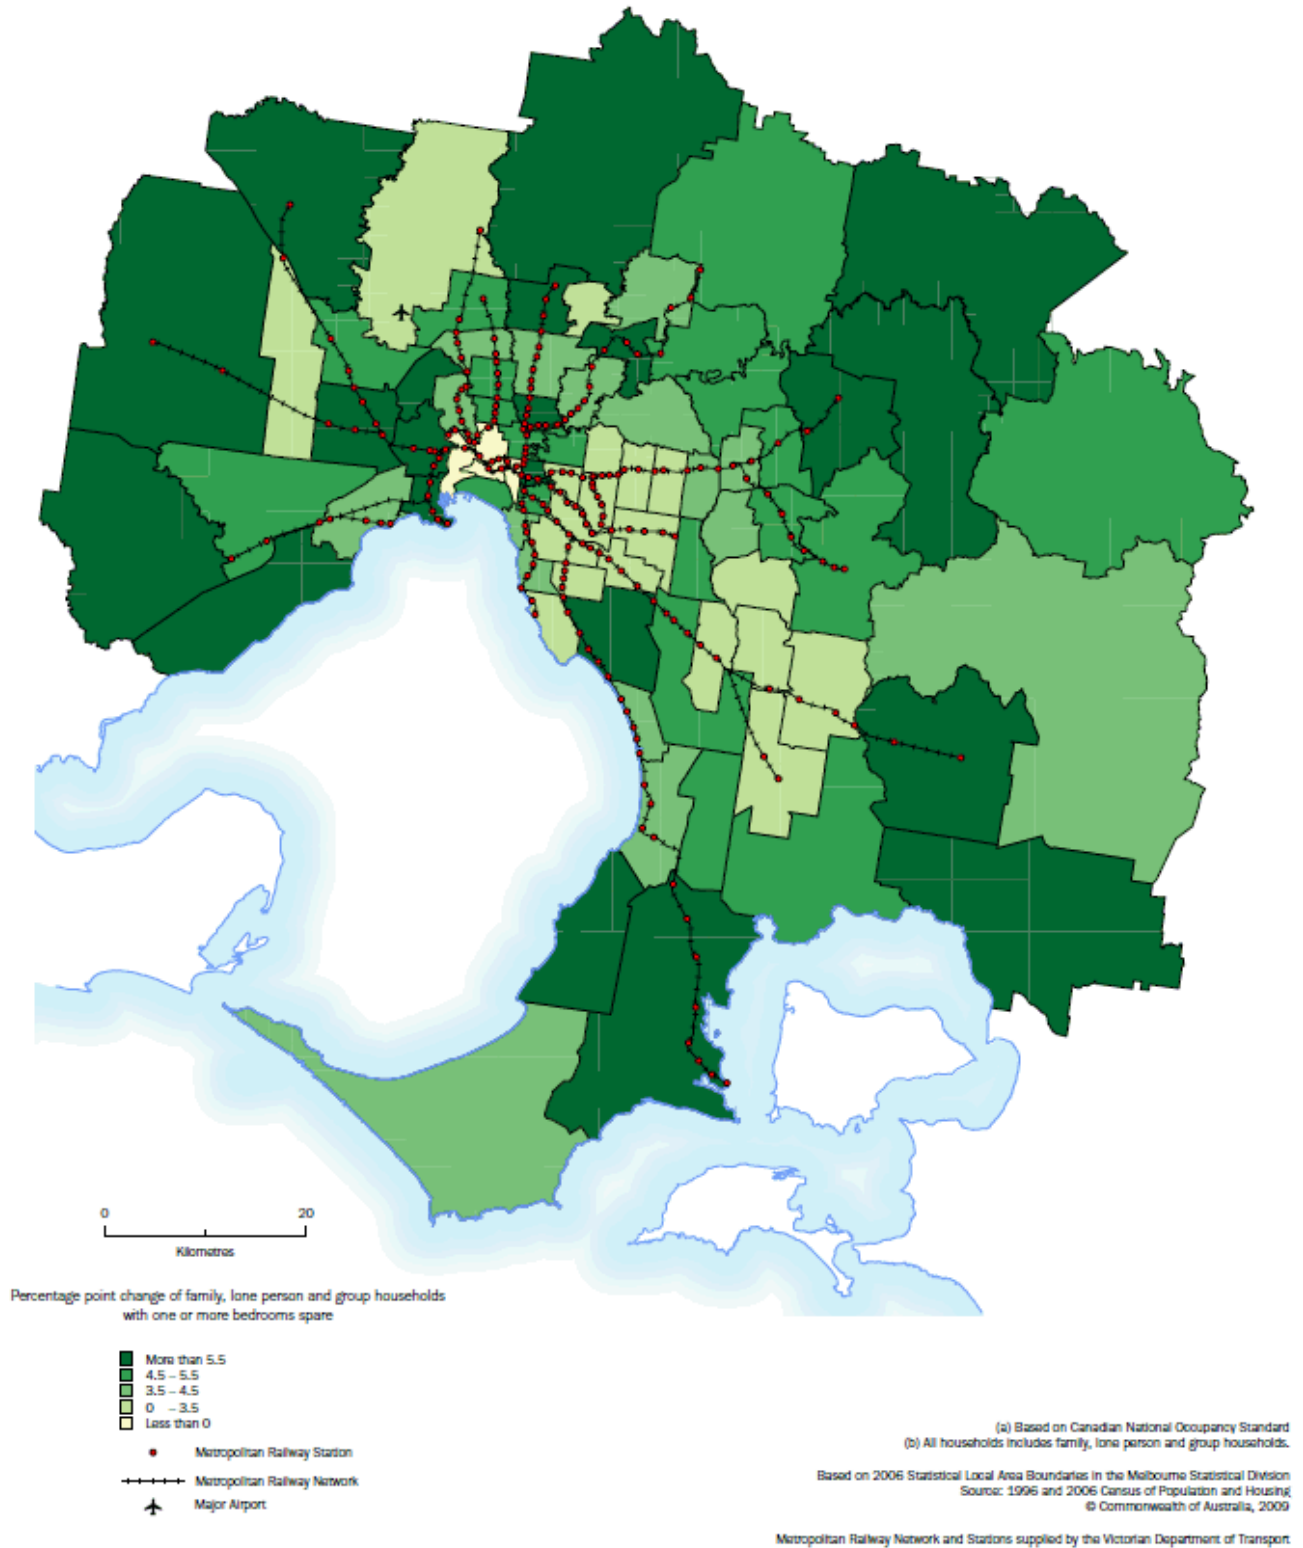 0 20
Kilometres
Percentage point change of family, lone person and group households
with one or more bedrooms spare
More than 5.5
4.5 – 5.5
3.5 – 4.5
0 – 3.5
Less than 0
Metropolitan Railway Station
Metropolitan Railway Network
Major Airport
(a) Based on Canadian National Occupancy Standard
(b) All households includes family, lone person and group households.
Based on 2006 Statistical Local Area Boundaries in the Melbourne Statistical Division
Source: 1996 and 2006 Census of Population and Housing
© Commonwealth of Australia, 2009
Metropolitan Railway Network and Stations supplied by the Victorian Department of Transport